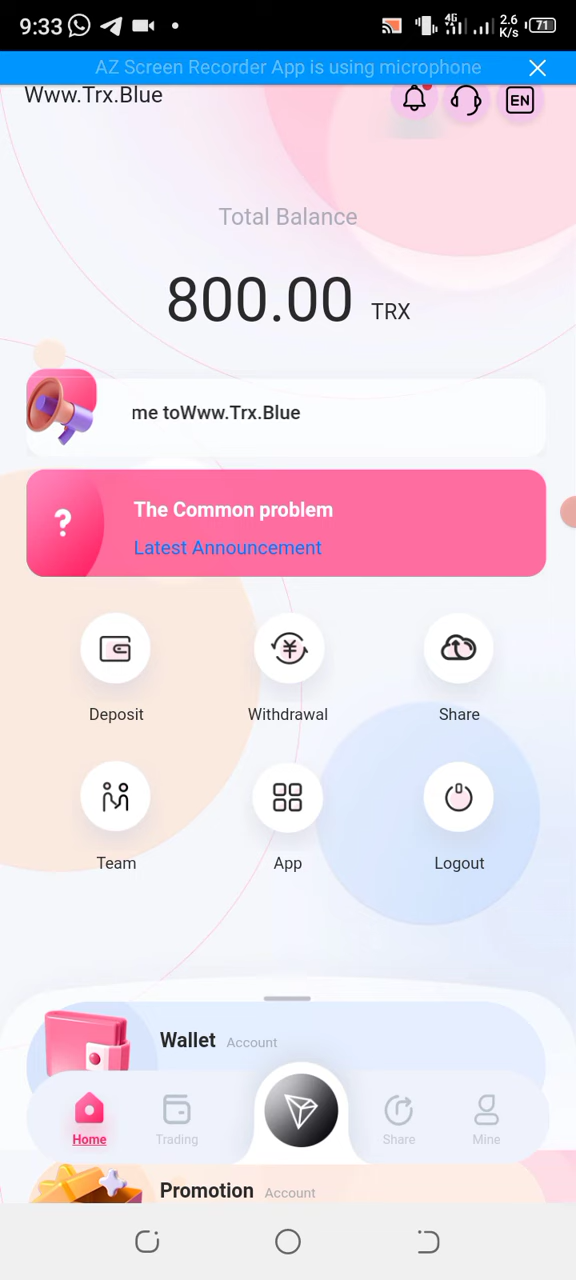 9:33
4G
2.6
K/s
71
AZ Screen Recorder App is using microphone
Www.Trx.Blue
EN
Total Balance
800.00 TRX
me toWww.Trx.Blue
?
The Common problem
Latest Announcement
Deposit
Withdrawal
Share
Team
App
Logout
Wallet Account
Home
Trading
Share
Mine
Promotion Account